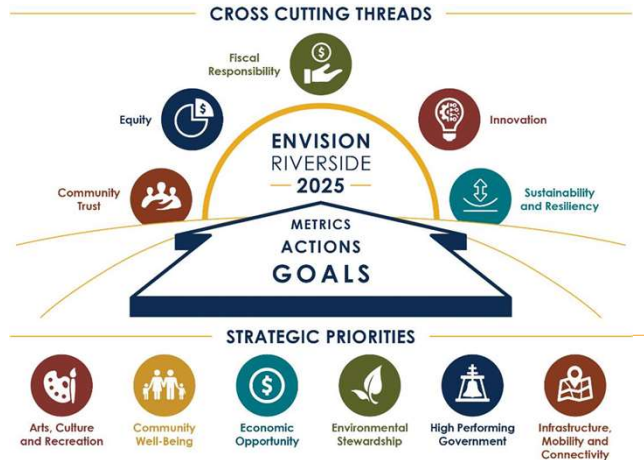 CROSS CUTTING THREADS
Fiscal
Responsibility
Equity
Innovation
Community
Trust
Sustainability
and Resiliency
ENVISION
RIVERSIDE
2025
METRICS
ACTIONS
GOALS
STRATEGIC PRIORITIES
Arts, Culture
and Recreation
Community
Well-Being
Economic
Opportunity
Environmental
Stewardship
High Performing
Government
Infrastructure,
Mobility and
Connectivity